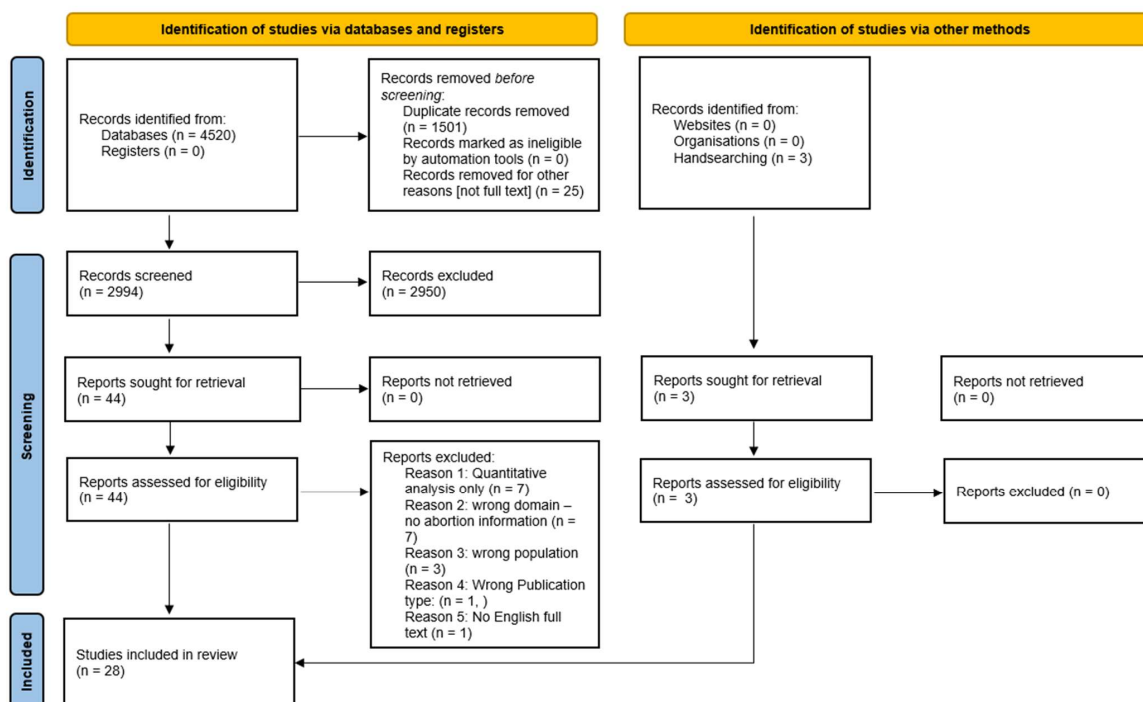 Identification of studies via databases and registers
Identification of studies via other methods
Identification
Records identified from:
Databases (n = 4520)
Registers (n = 0)
Records removed before
screening:
Duplicate records removed
(n = 1501)
Records marked as ineligible
by automation tools (n = 0)
Records removed for other
reasons [not full text] (n = 25)
Records identified from:
Websites (n = 0)
Organisations (n = 0)
Handsearching (n = 3)
Screening
Records screened
(n = 2994)
Records excluded
(n = 2950)
Reports sought for retrieval
(n = 44)
Reports not retrieved
(n = 0)
Reports sought for retrieval
(n = 3)
Reports not retrieved
(n = 0)
Reports assessed for eligibility
(n = 44)
Reports excluded:
Reason 1: Quantitative
analysis only (n = 7)
Reason 2: wrong domain –
no abortion information (n =
7)
Reason 3: wrong population
(n = 3)
Reason 4: Wrong Publication
type: (n = 1, )
Reason 5: No English full
text (n = 1)
Reports assessed for eligibility
(n = 3)
Reports excluded (n = 0)
Included
Studies included in review
(n = 28)